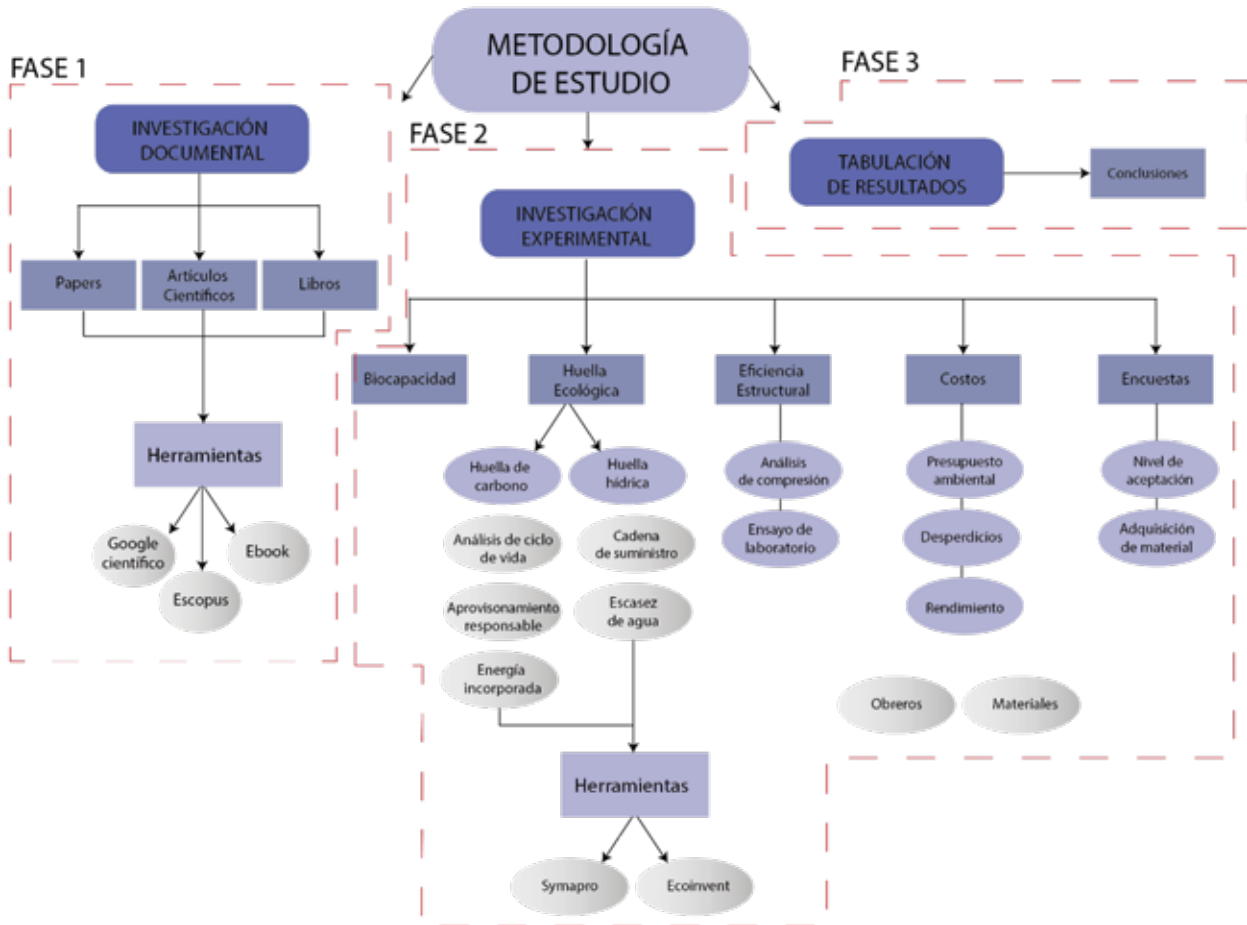 METODOLOGÍA
DE ESTUDIO
FASE 1
INVESTIGACIÓN
DOCUMENTAL
Papers
Artículos
Científicos
Libros
Herramientas
Google
científico
Escopus
Ebook
FASE 2
INVESTIGACIÓN
EXPERIMENTAL
Biocapacidad
Huella
Ecológica
Eficiencia
Estructural
Costos
Encuestas
Huella de
carbono
Huella
hídrica
Análisis de ciclo
de vida
Cadena
de suministro
Aprovisonamiento
responsable
Escasez
de agua
Energía
incorporada
Análisis
de compresión
Ensayo de
laboratorio
Presupuesto
ambiental
Desperdicios
Rendimiento
Nivel de
aceptación
Adquisición
de material
Obreros
Materiales
Herramientas
Symapro
Ecoinvent
FASE 3
TABULACIÓN
DE RESULTADOS
Conclusiones